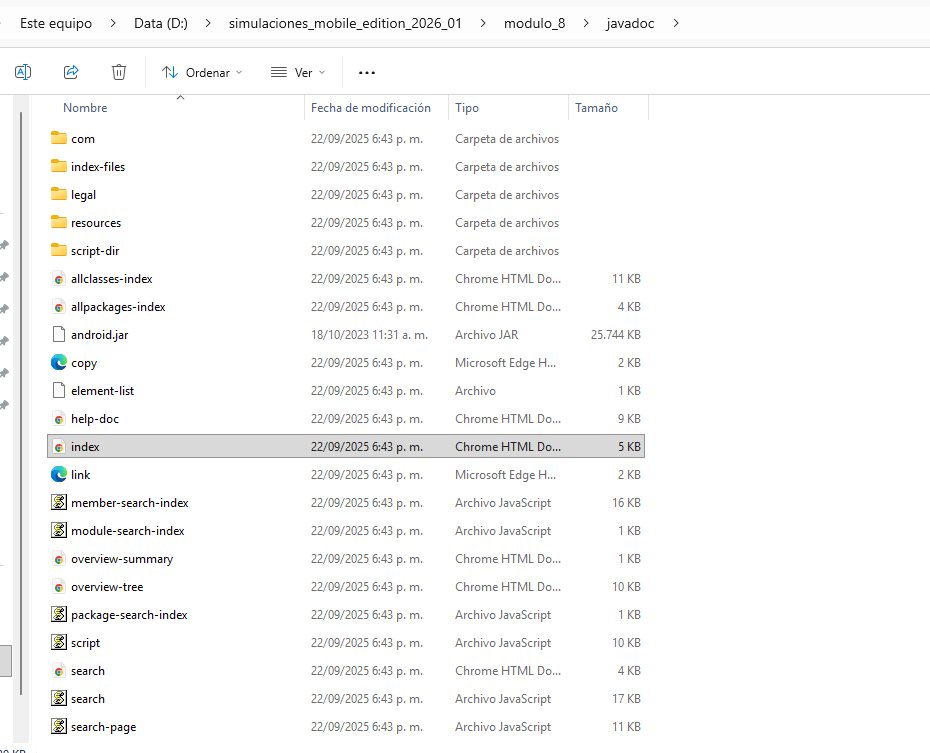 Este equipo > Data (D:) > simulaciones_mobile_edition_2026_01 > modulo_8 > javadoc >
Ordenar Ver
Nombre Fecha de modificación Tipo Tamaño
com 22/09/2025 6:43 p. m. Carpeta de archivos
index-files 22/09/2025 6:43 p. m. Carpeta de archivos
legal 22/09/2025 6:43 p. m. Carpeta de archivos
resources 22/09/2025 6:43 p. m. Carpeta de archivos
script-dir 22/09/2025 6:43 p. m. Carpeta de archivos
allclasses-index 22/09/2025 6:43 p. m. Chrome HTML Do... 11 KB
allpackages-index 22/09/2025 6:43 p. m. Chrome HTML Do... 4 KB
android.jar 18/10/2023 11:31 a. m. Archivo JAR 25.744 KB
copy 22/09/2025 6:43 p. m. Microsoft Edge H... 2 KB
element-list 22/09/2025 6:43 p. m. Archivo 1 KB
help-doc 22/09/2025 6:43 p. m. Chrome HTML Do... 9 KB
index 22/09/2025 6:43 p. m. Chrome HTML Do... 5 KB
link 22/09/2025 6:43 p. m. Microsoft Edge H... 2 KB
member-search-index 22/09/2025 6:43 p. m. Archivo JavaScript 16 KB
module-search-index 22/09/2025 6:43 p. m. Archivo JavaScript 1 KB
overview-summary 22/09/2025 6:43 p. m. Chrome HTML Do... 1 KB
overview-tree 22/09/2025 6:43 p. m. Chrome HTML Do... 10 KB
package-search-index 22/09/2025 6:43 p. m. Archivo JavaScript 1 KB
script 22/09/2025 6:43 p. m. Archivo JavaScript 10 KB
search 22/09/2025 6:43 p. m. Chrome HTML Do... 4 KB
search 22/09/2025 6:43 p. m. Archivo JavaScript 17 KB
search-page 22/09/2025 6:43 p. m. Archivo JavaScript 11 KB